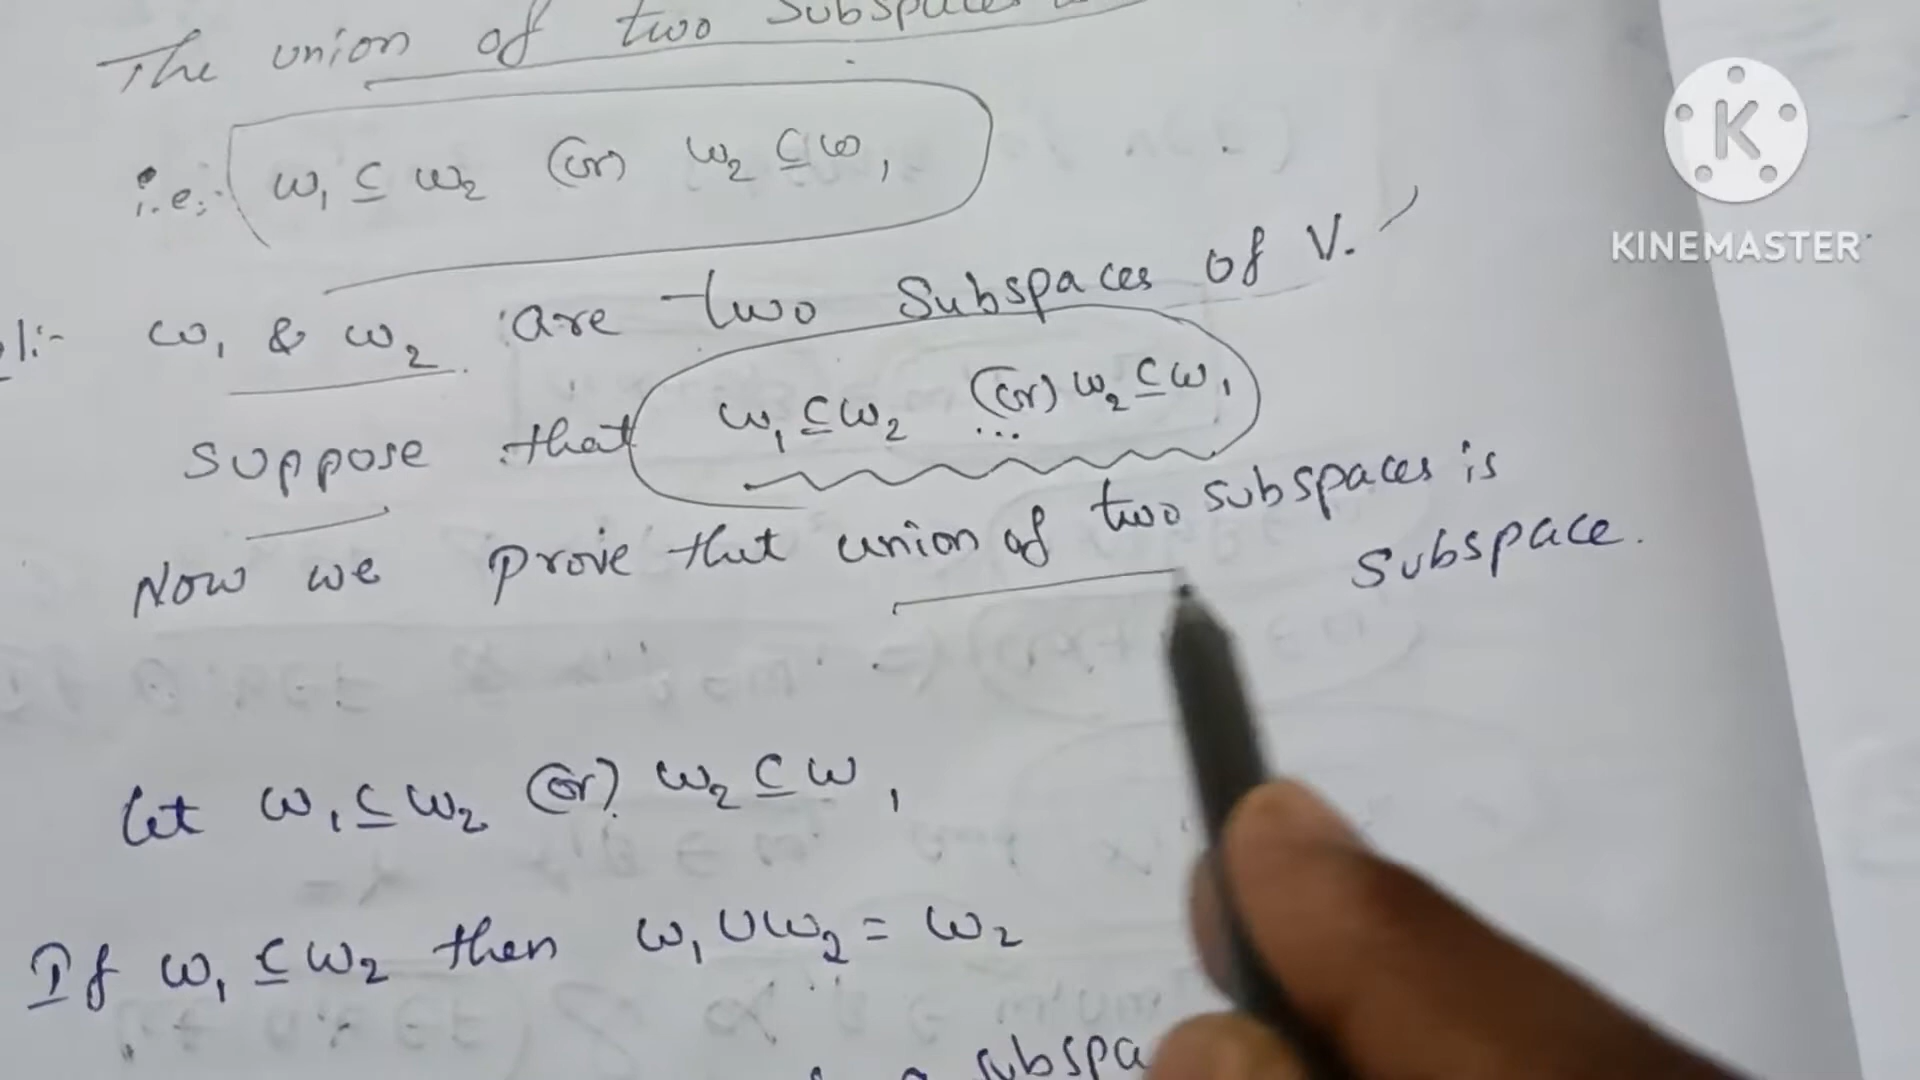 The union of two subspaces
i.e:- W₁ ⊆ W₂ (or) W₂ ⊆ W₁
W₁ & W₂ are two Subspaces of V.
suppose that W₁ ⊆ W₂ (or) W₂ ⊆ W₁
Now we prove that union of two subspaces is
subspace.
let W₁ ⊆ W₂ (or) W₂ ⊆ W₁
If W₁ ⊆ W₂ then W₁ ∪ W₂ = W₂
K
KINEMASTER